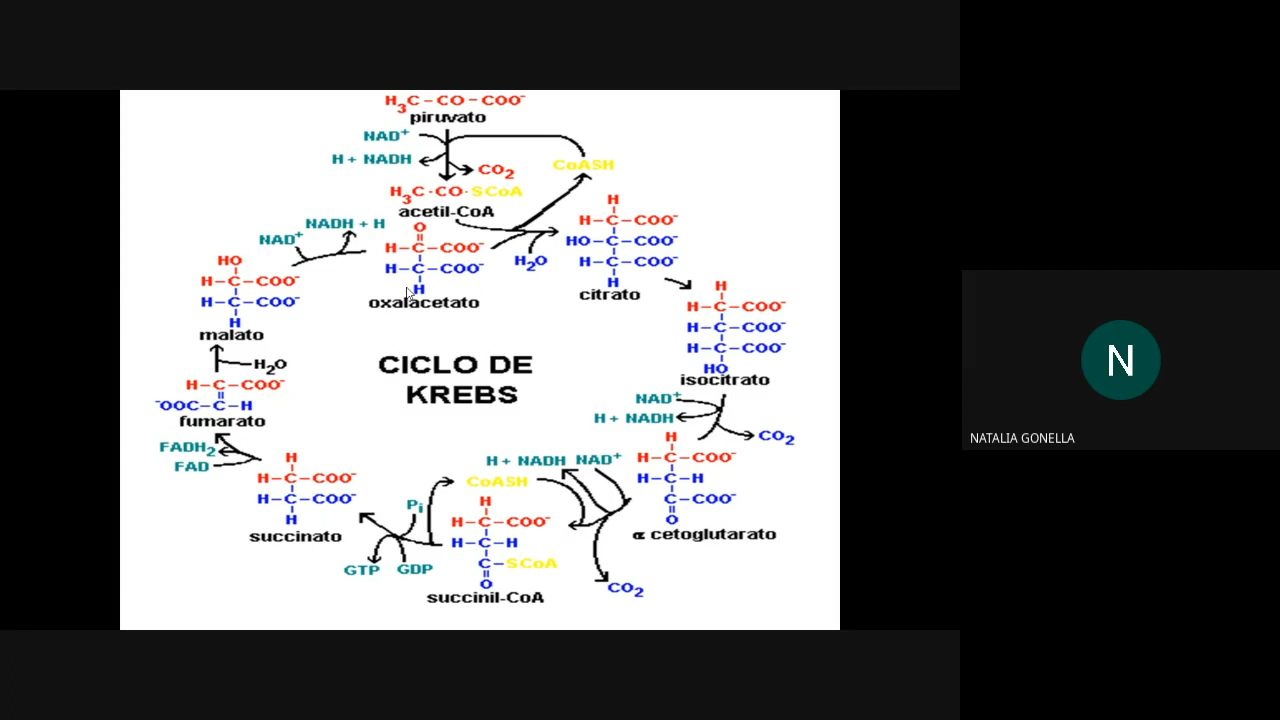 H3C-CO-COO⁻
piruvato
NAD⁺
H + NADH
CO2
CoASH
H3C·CO·SCoA
acetil-CoA
NADH + H
NAD⁺
O
H-C-COO⁻
H-C-COO⁻
H
oxalacetato
H2O
H
H-C-COO⁻
HO-C-COO⁻
H-C-COO⁻
H
citrato
HO
H-C-COO⁻
H-C-COO⁻
H
malato
H
H-C-COO⁻
H-C-COO⁻
H-C-COO⁻
HO
isocitrato
CICLO DE
KREBS
H2O
H-C-COO⁻
⁻OOC-C-H
fumarato
NAD⁺
H + NADH
CO2
FADH2
FAD
H
H-C-COO⁻
H-C-COO⁻
H
succinato
H + NADH NAD⁺
CoASH
Pi
GTP GDP
H
H-C-COO⁻
H-C-H
C-SCoA
O
succinil-CoA
H
H-C-COO⁻
H-C-H
C-COO⁻
O
α cetoglutarato
CO2
N
NATALIA GONELLA